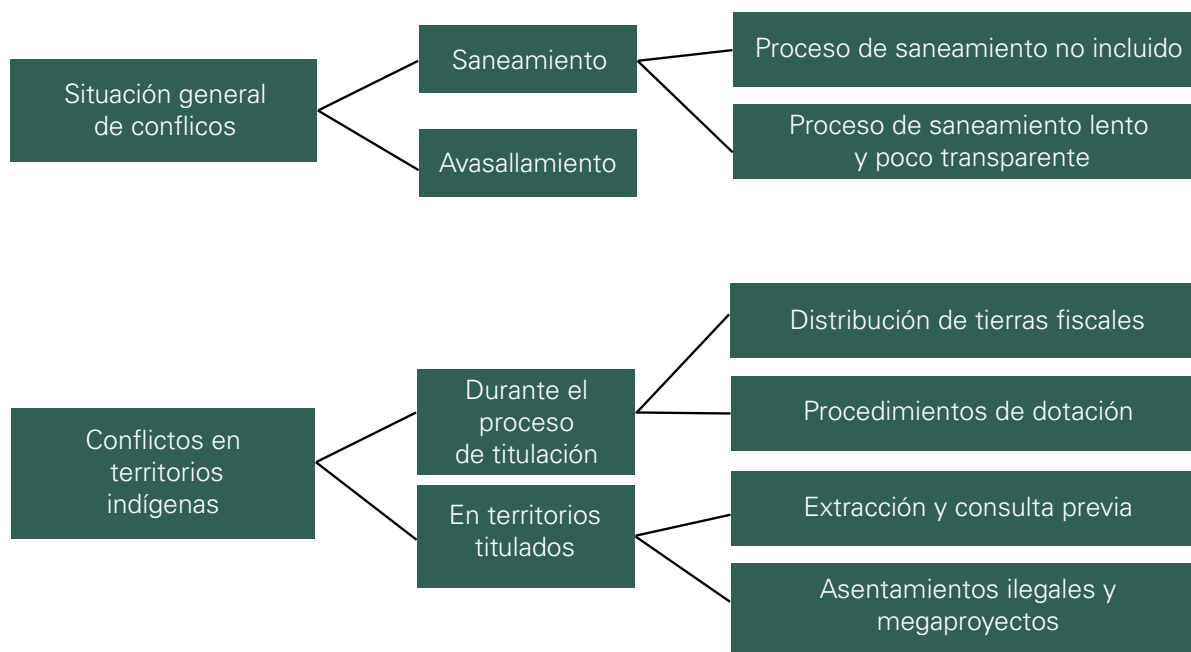 Situación general
de conflicos
Saneamiento
Avasallamiento
Proceso de saneamiento no incluido
Proceso de saneamiento lento
y poco transparente
Conflictos en
territorios
indígenas
Durante el
proceso
de titulación
En territorios
titulados
Distribución de tierras fiscales
Procedimientos de dotación
Extracción y consulta previa
Asentamientos ilegales y
megaproyectos